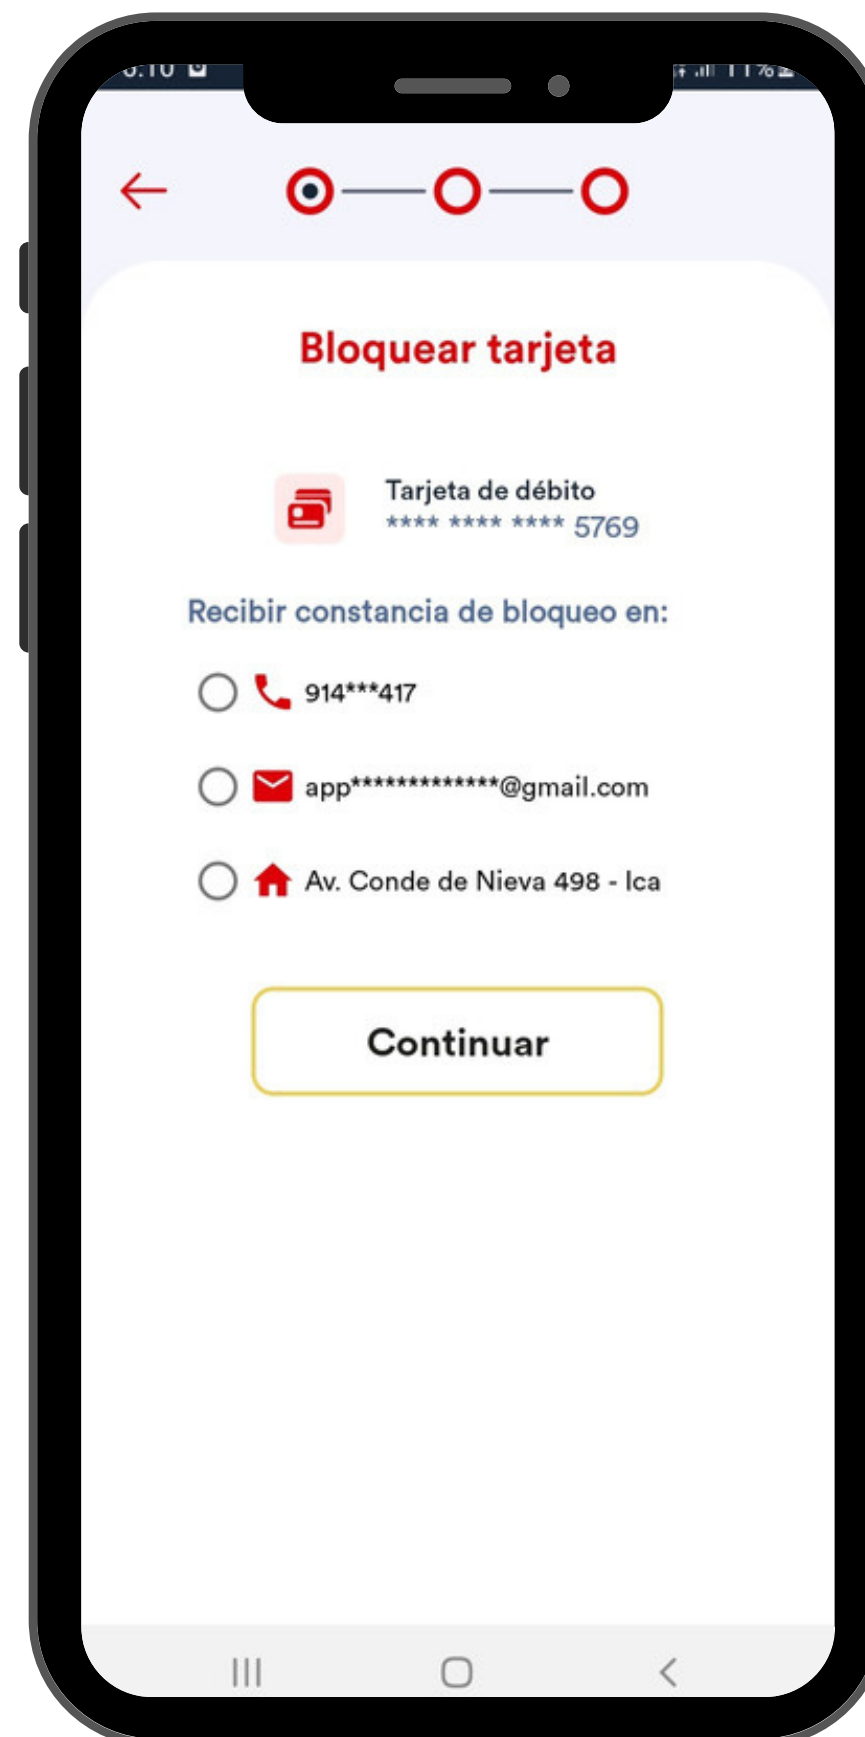 11%
Bloquear tarjeta
Tarjeta de débito
**** **** **** 5769
Recibir constancia de bloqueo en:
914***417
app*************@gmail.com
Av. Conde de Nieva 498 - Ica
Continuar